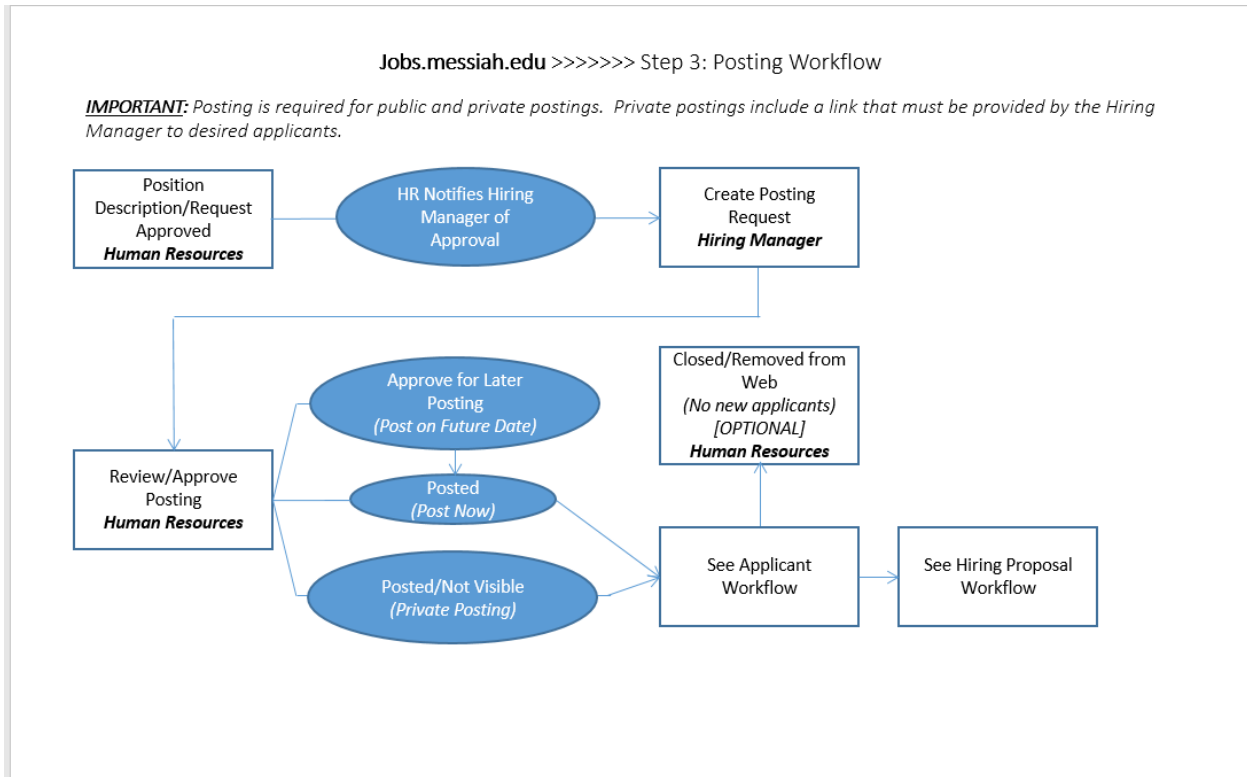 Jobs.messiah.edu >>>>>>> Step 3: Posting Workflow
IMPORTANT: Posting is required for public and private postings.  Private postings include a link that must be provided by the Hiring
Manager to desired applicants.
Position
Description/Request
Approved
Human Resources
HR Notifies Hiring
Manager of
Approval
Create Posting
Request
Hiring Manager
Approve for Later
Posting
(Post on Future Date)
Closed/Removed from
Web
(No new applicants)
[OPTIONAL]
Human Resources
Review/Approve
Posting
Human Resources
Posted
(Post Now)
Posted/Not Visible
(Private Posting)
See Applicant
Workflow
See Hiring Proposal
Workflow